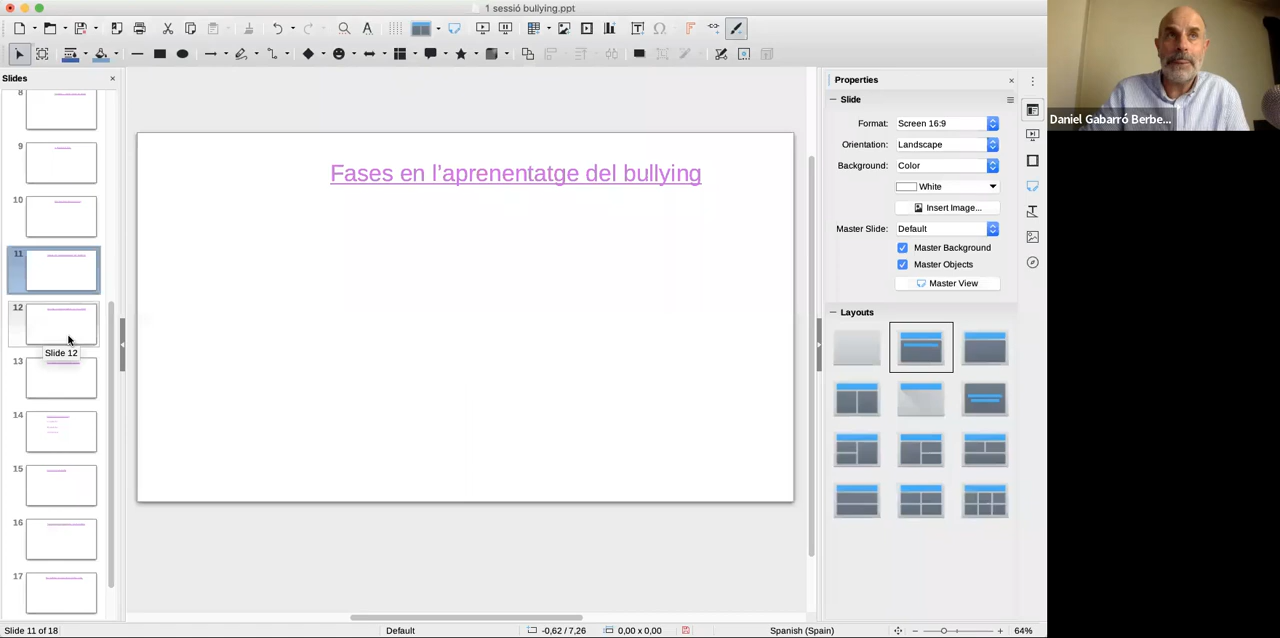 1 sessió bullying.ppt
Slides
8
9
10
11
12
Slide 12
13
14
15
16
17
Fases en l'aprenentatge del bullying
Properties
Slide
Format: Screen 16:9
Orientation: Landscape
Background: Color
White
Insert Image...
Master Slide: Default
Master Background
Master Objects
Master View
Layouts
Daniel Gabarró Berbe...
Slide 11 of 18
Default
-0,62 / 7,26
0,00 x 0,00
Spanish (Spain)
64%